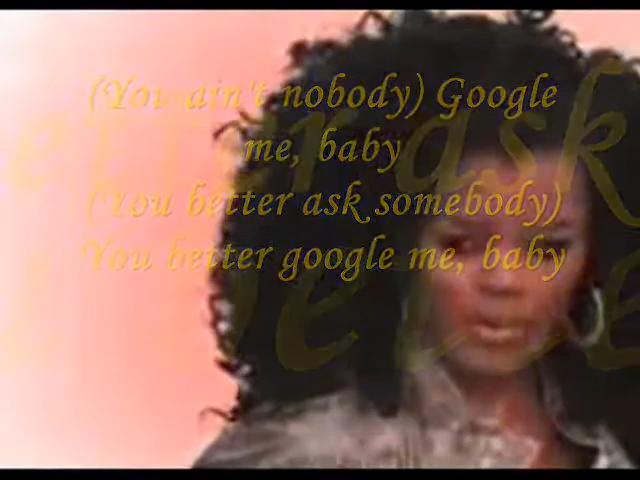 (You ain't nobody) Google
me, baby
(You better ask somebody)
You better google me, baby